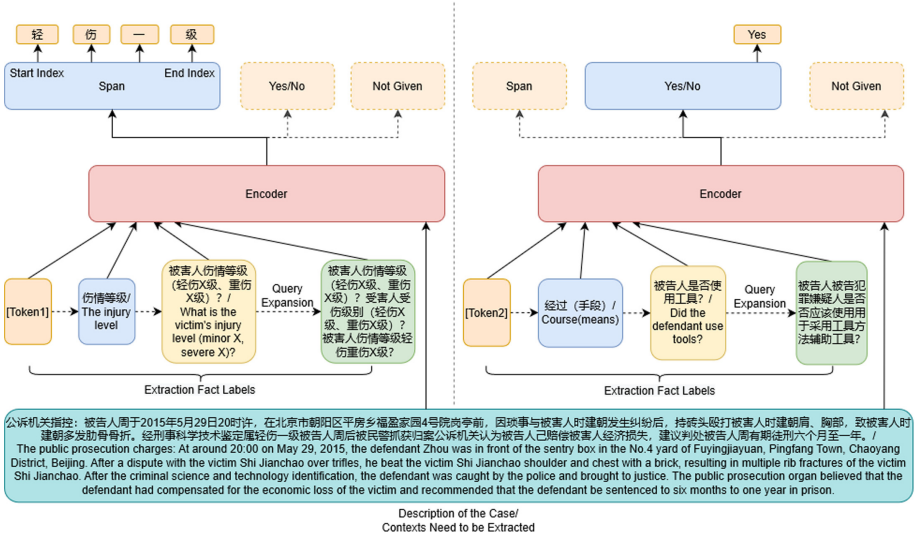 轻 伤 一 级
Start Index End Index
Span
Yes/No
Not Given
Encoder
[Token1]
伤情等级/
The injury
level
被害人伤情等级
(轻伤X级、重伤
X级）？/
What is the
victim's injury
level (minor X,
severe X)?
Query
Expansion
被害人伤情等级
(轻伤X级、重伤
X级）？受害人受
伤级别（轻伤X
级、重伤X级）？
被害人伤情等级轻
伤重伤X级?
Extraction Fact Labels
Yes
Span
Yes/No
Not Given
Encoder
[Token2]
经过（手段）/
Course(means)
被告人是否使
用工具？/
Did the
defendant use
tools?
Query
Expansion
被告人被告犯
罪嫌疑人是否
否应该使用用
于采用工具方
法辅助工具？
Extraction Fact Labels
公诉机关指控：被告人周于2015年5月29日20时许，在北京市朝阳区平房乡福盈家园4号院岗亭前，因琐事与被害人时建朝发生纠纷后，持砖头殴打被害人时建朝肩、胸部，致被害人时
建朝多发肋骨骨折。经刑事科学技术鉴定属轻伤一级被告人周后被民警抓获归案公诉机关认为被告人已赔偿被害人经济损失，建议判处被告人周有期徒刑六个月至一年。/
The public prosecution charges: At around 20:00 on May 29, 2015, the defendant Zhou was in front of the sentry box in the No.4 yard of Fuyingjiayuan, Pingfang Town, Chaoyang
District, Beijing. After a dispute with the victim Shi Jianchao over trifles, he beat the victim Shi Jianchao shoulder and chest with a brick, resulting in multiple rib fractures of the victim
Shi Jianchao. After the criminal science and technology identification, the defendant was caught by the police and brought to justice. The public prosecution organ believed that the
defendant had compensated for the economic loss of the victim and recommended that the defendant be sentenced to six months to one year in prison.
Description of the Case/
Contexts Need to be Extracted